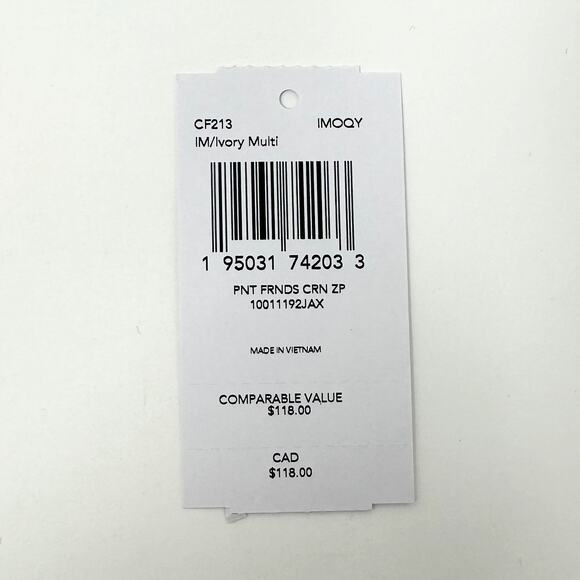 CF213 IMOQY
IM/Ivory Multi
1 95031 74203 3
PNT FRNDS CRN ZP
10011192JAX
MADE IN VIETNAM
COMPARABLE VALUE
$118.00
CAD
$118.00